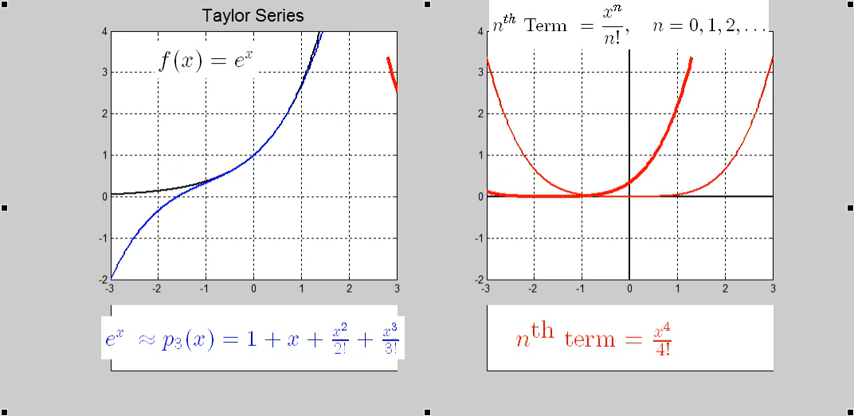 Taylor Series
f(x) = e^x
4
3
2
1
0
-1
-2
-3 -2 -1 0 1 2 3
e^x ≈ p_3(x) = 1 + x + x^2/2! + x^3/3!
n^th Term = x^n/n!, n = 0, 1, 2, ...
4
3
2
1
0
-1
-2
-3 -2 -1 0 1 2 3
n^th term = x^4/4!